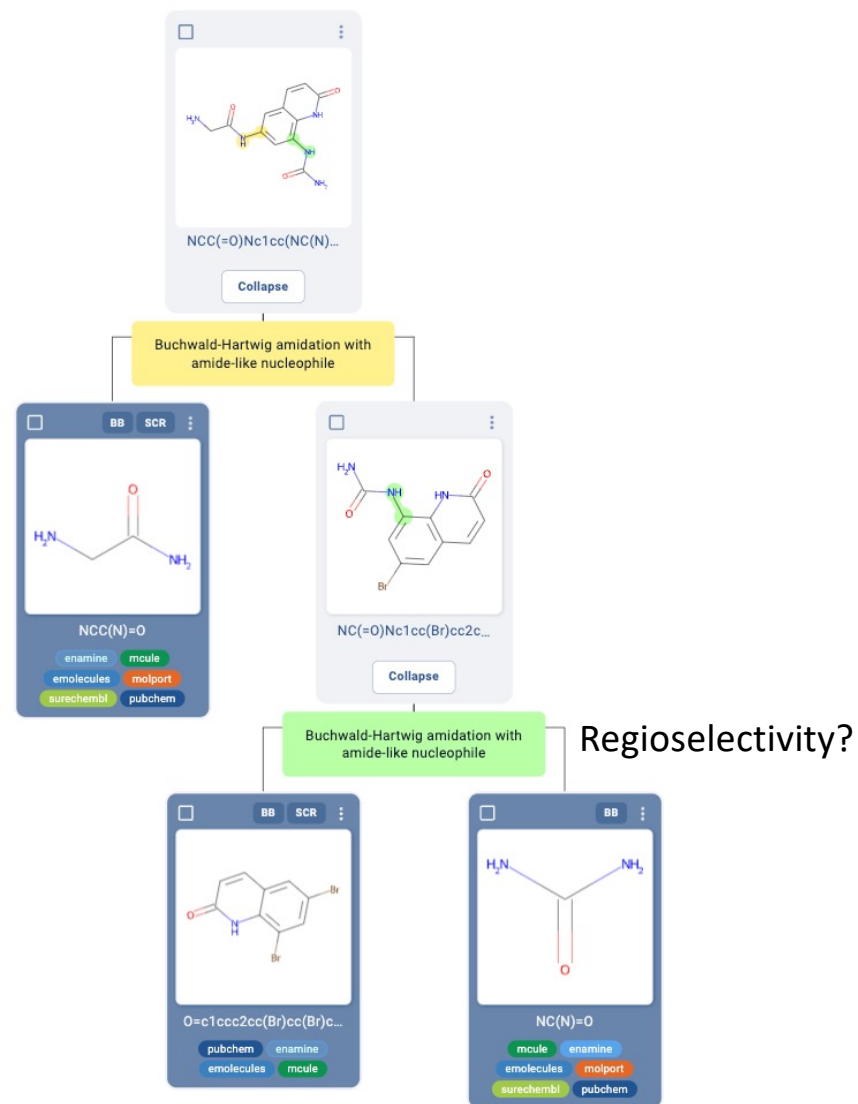 O
H₂N
N
H
NH
O
NH
O
NH₂
NCC(=O)Nc1cc(NC(N)...
Collapse
Buchwald-Hartwig amidation with
amide-like nucleophile
BB SCR
O
H₂N
NH₂
NCC(N)=O
enamine mcule
emolecules molport
surechembl pubchem
H₂N
NH
HN
O
O
Br
NC(=O)Nc1cc(Br)cc2c...
Collapse
Buchwald-Hartwig amidation with
amide-like nucleophile
Regioselectivity?
BB SCR
Br
O
N
H
Br
O=c1ccc2cc(Br)cc(Br)c...
pubchem enamine
emolecules mcule
BB
H₂N
NH₂
O
NC(N)=O
mcule enamine
emolecules molport
surechembl pubchem